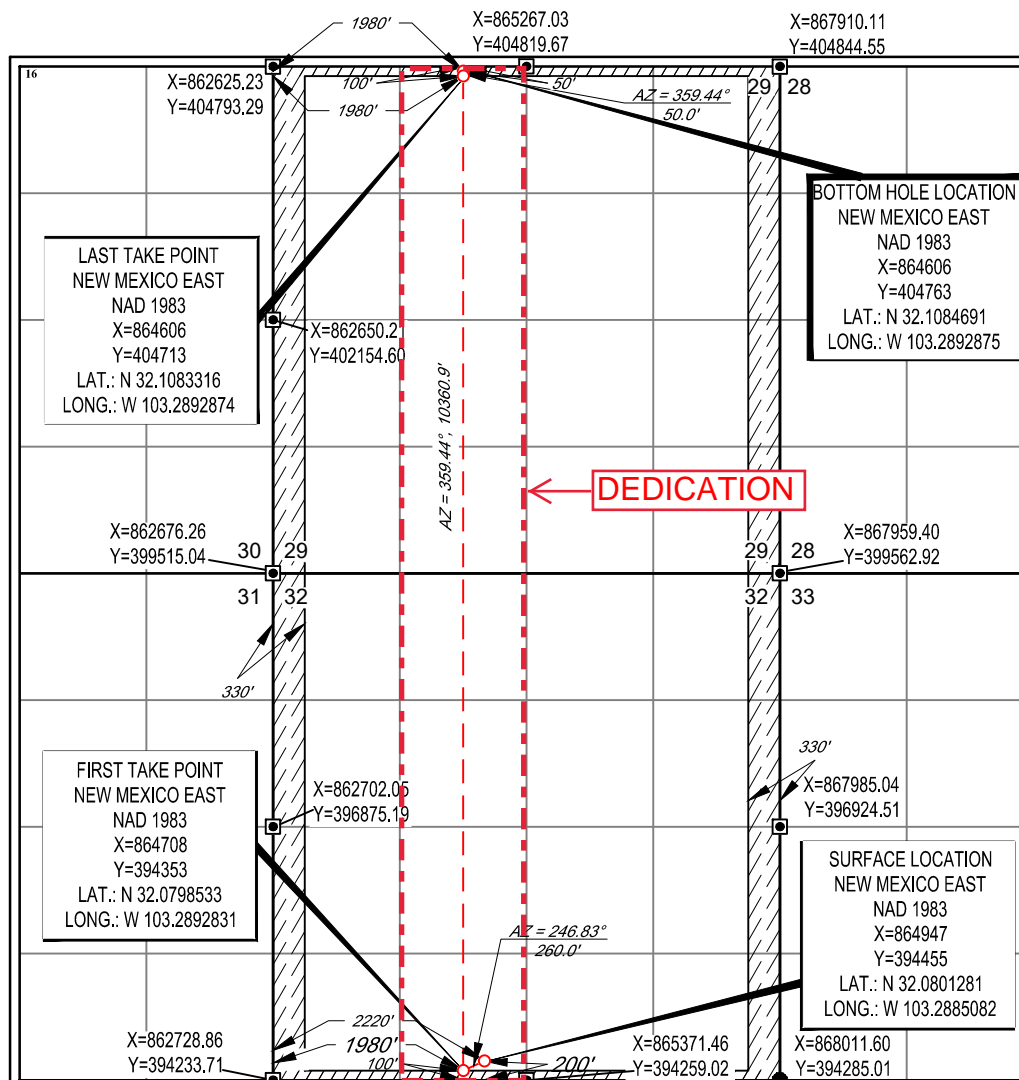 1980'
X=865267.03
Y=404819.67
X=867910.11
Y=404844.55
16
X=862625.23
Y=404793.29
100'
1980'
50'
AZ = 359.44°
50.0'
29
28
BOTTOM HOLE LOCATION
NEW MEXICO EAST
NAD 1983
X=864606
Y=404763
LAT.: N 32.1084691
LONG.: W 103.2892875
LAST TAKE POINT
NEW MEXICO EAST
NAD 1983
X=864606
Y=404713
LAT.: N 32.1083316
LONG.: W 103.2892874
X=862650.2
Y=402154.60
AZ = 359.44°, 10360.9'
DEDICATION
X=862676.26
Y=399515.04
30
29
31
32
29
28
32
33
X=867959.40
Y=399562.92
330'
330'
FIRST TAKE POINT
NEW MEXICO EAST
NAD 1983
X=864708
Y=394353
LAT.: N 32.0798533
LONG.: W 103.2892831
X=862702.05
Y=396875.19
X=867985.04
Y=396924.51
SURFACE LOCATION
NEW MEXICO EAST
NAD 1983
X=864947
Y=394455
LAT.: N 32.0801281
LONG.: W 103.2885082
AZ = 246.83°
260.0'
X=862728.86
Y=394233.71
2220'
1980'
100'
200'
X=865371.46
Y=394259.02
X=868011.60
Y=394285.01